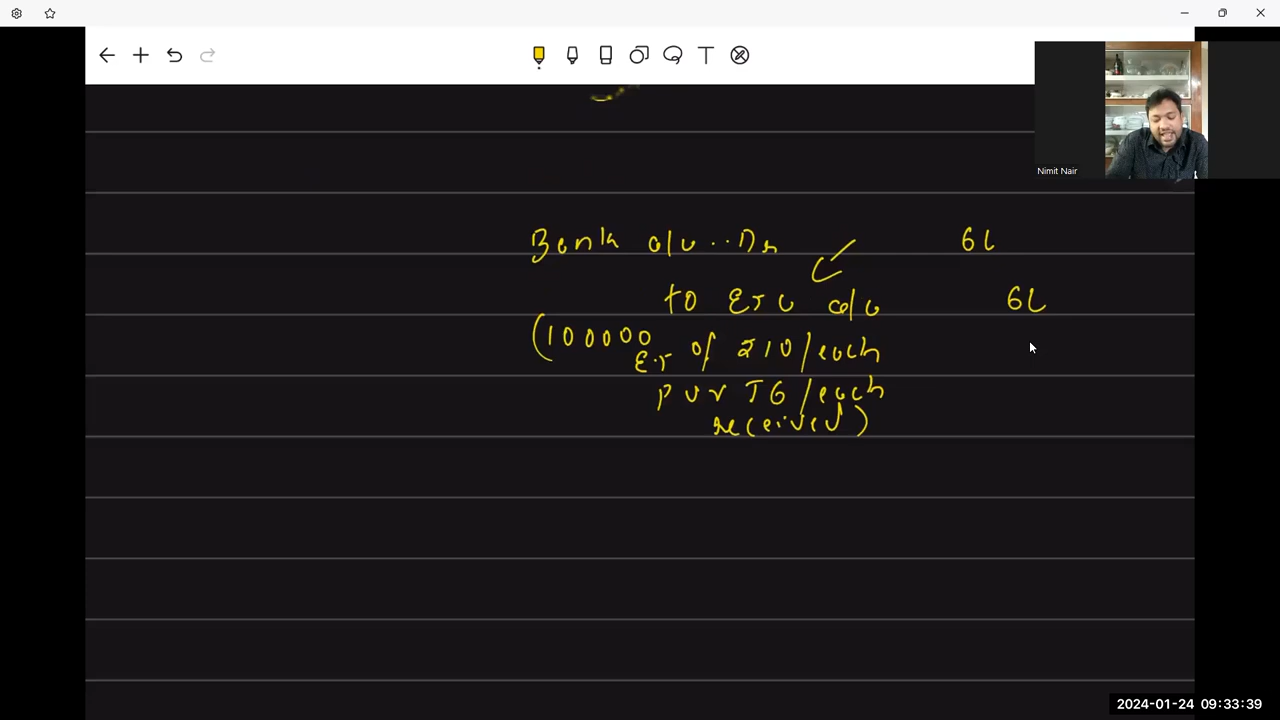 Bank a/c ..Dr 6L
to ESC a/c 6L
(100000
E.S of ₹10/each
pur ₹6/each
received)
Nimit Nair
2024-01-24 09:33:39